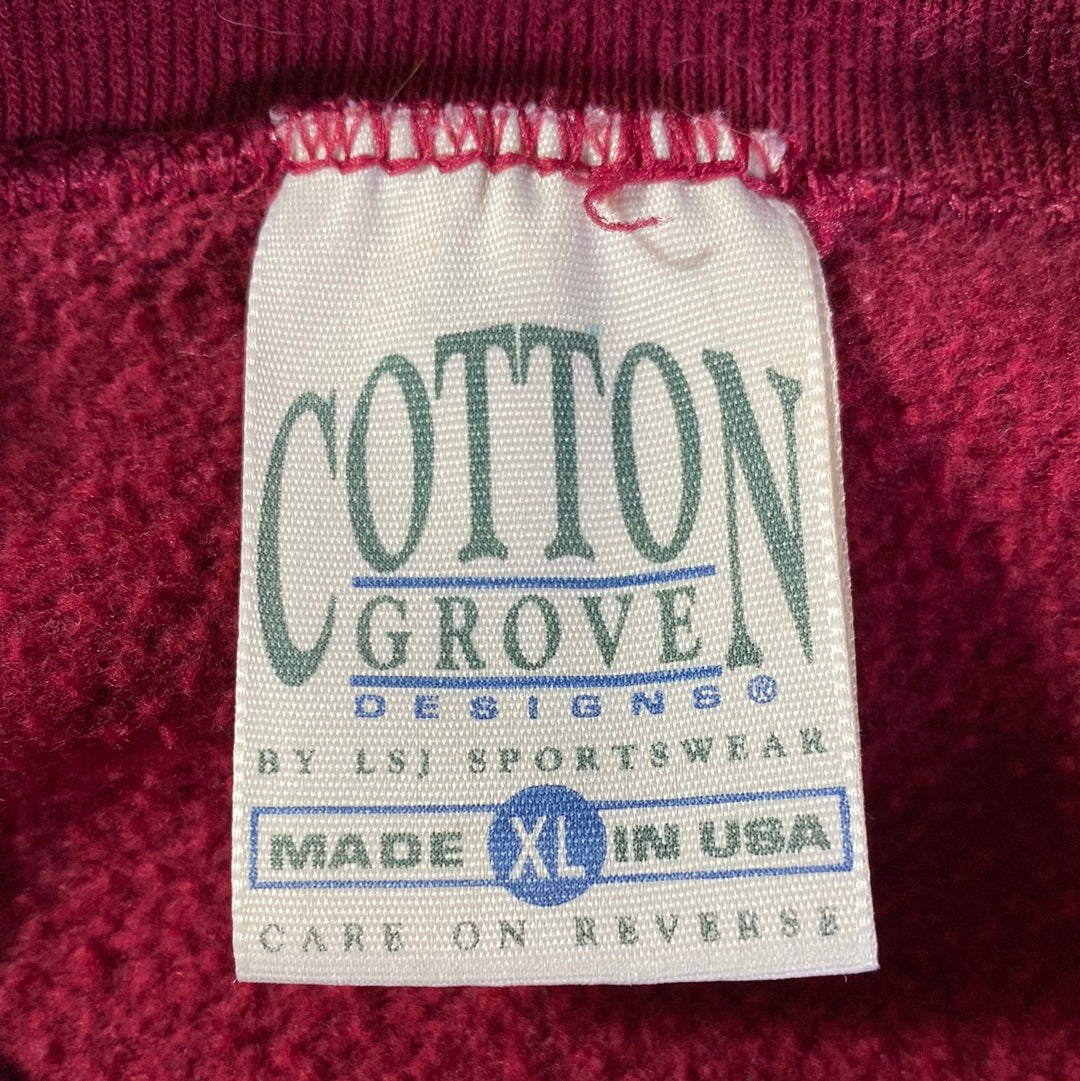 COTTON
GROVE
DESIGNS®
BY LSJ SPORTSWEAR
MADE XL IN USA
CARE ON REVERSE